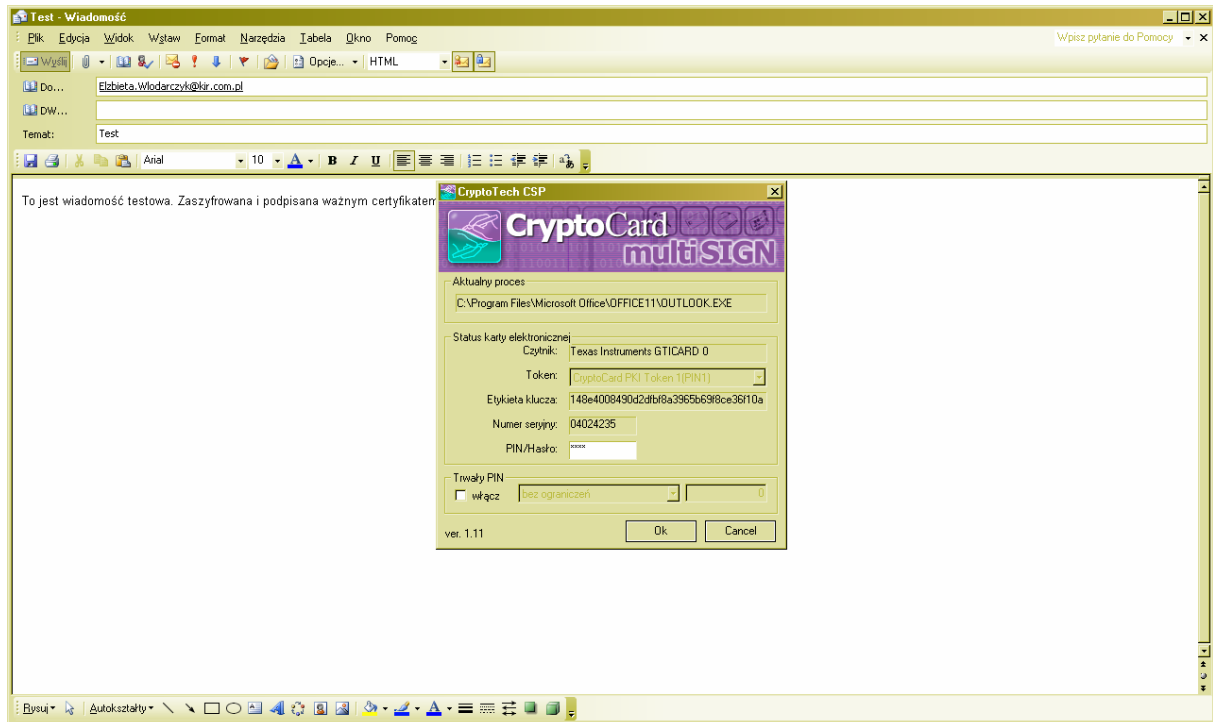 Test - Wiadomość
Plik Edycja Widok Wstaw Format Narzędzia Tabela Okno Pomoc Wpisz pytanie do Pomocy
Wyślij Opcje... HTML
Do... Elzbieta.Wlodarczyk@kir.com.pl
DW...
Temat: Test
Arial 10 A B I U
To jest wiadomość testowa. Zaszyfrowana i podpisana ważnym certyfikatem
CryptoTech CSP
CryptoCard
multiSIGN
Aktualny proces
C:\Program Files\Microsoft Office\OFFICE11\OUTLOOK.EXE
Status karty elektronicznej
Czytnik: Texas Instruments GTICARD 0
Token: CryptoCard PKI Token 1(PIN1)
Etykieta klucza: 148e4008490d2dfbf8a3965b69f8ce36f10a
Numer seryjny: 04024235
PIN/Hasło: ****
Trwały PIN
włącz bez ograniczeń 0
ver. 1.11 Ok Cancel
Rysuj Autokształty A